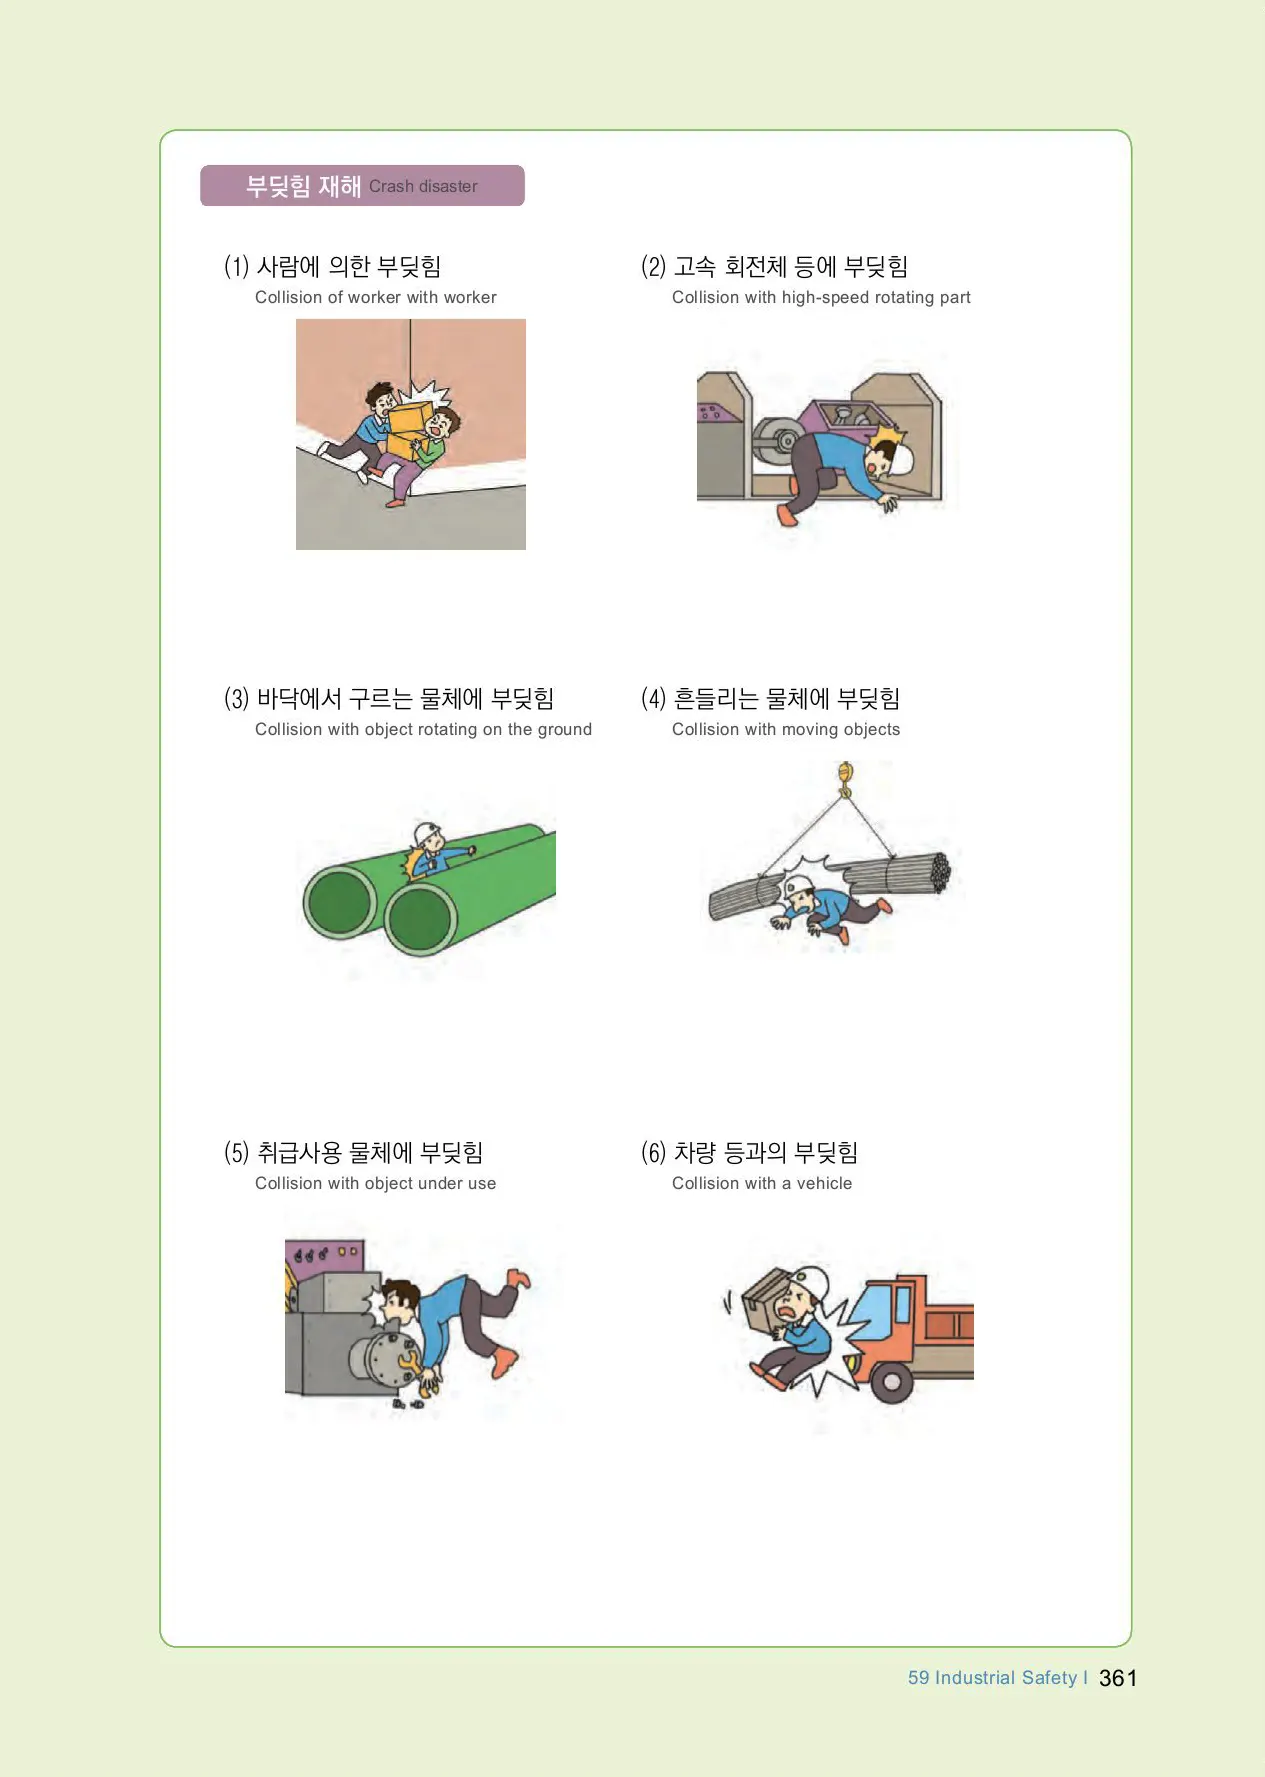 부딪힘 재해 Crash disaster
(1) 사람에 의한 부딪힘
Collision of worker with worker
(2) 고속 회전체 등에 부딪힘
Collision with high-speed rotating part
(3) 바닥에서 구르는 물체에 부딪힘
Collision with object rotating on the ground
(4) 흔들리는 물체에 부딪힘
Collision with moving objects
(5) 취급사용 물체에 부딪힘
Collision with object under use
(6) 차량 등과의 부딪힘
Collision with a vehicle
59 Industrial Safety I 361